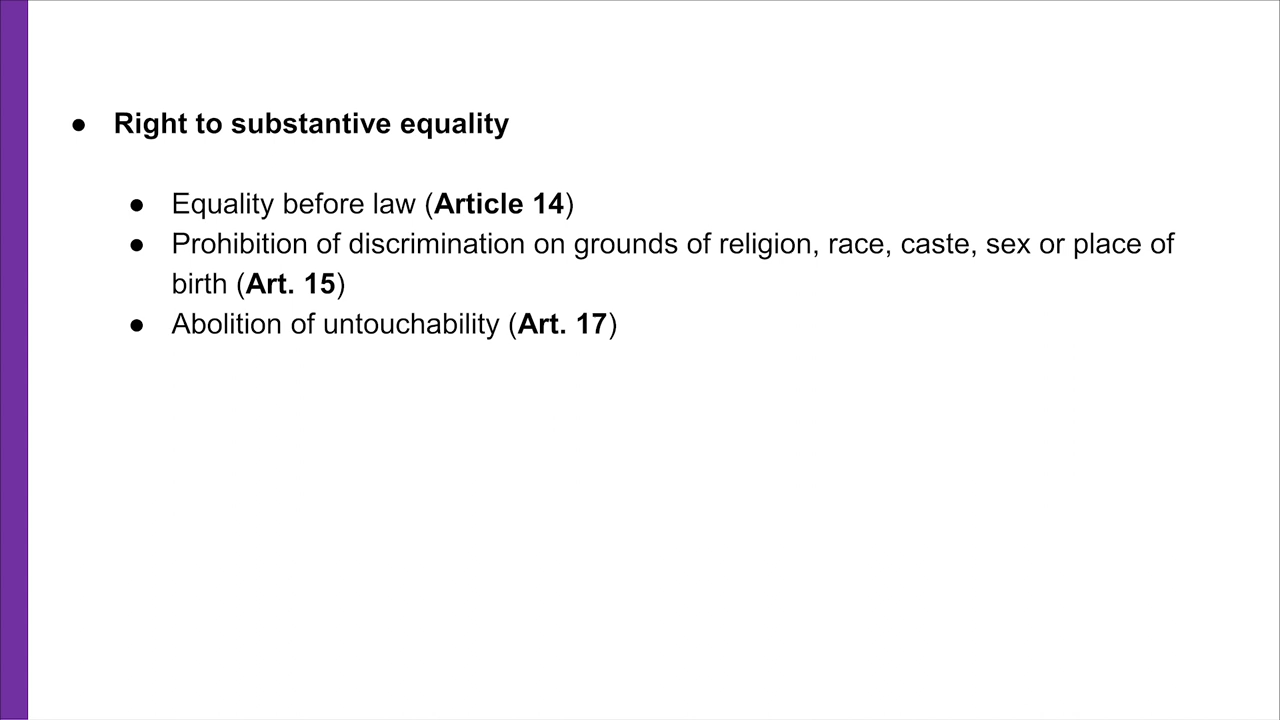 ● Right to substantive equality
● Equality before law (Article 14)
● Prohibition of discrimination on grounds of religion, race, caste, sex or place of
birth (Art. 15)
● Abolition of untouchability (Art. 17)